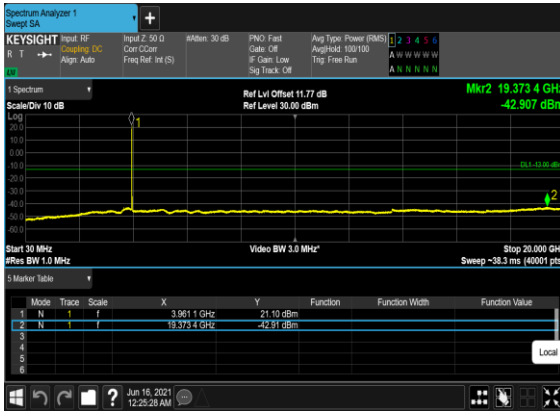 Spectrum Analyzer 1
Swept SA
+
KEYSIGHT Input: RF Input Z: 50 Ω #Atten: 30 dB PNO: Fast Avg Type: Power (RMS) 1 2 3 4 5 6
R T Coupling: DC Corr CCorr Gate: Off Avg|Hold: 100/100 A W W W W W
Align: Auto Freq Ref: Int (S) IF Gain: Low Trig: Free Run
LW Sig Track: Off A N N N N N
1 Spectrum Ref Lvl Offset 11.77 dB Mkr2 19.373 4 GHz
Scale/Div 10 dB Ref Level 30.00 dBm -42.907 dBm
Log
20.0
10.0
0.00
-10.0
-20.0
-30.0
-40.0
-50.0
-60.0
1
DL1 -13.00 dBm
2
Start 30 MHz Video BW 3.0 MHz* Stop 20.000 GHz
#Res BW 1.0 MHz Sweep ~38.3 ms (40001 pts)
5 Marker Table
Mode Trace Scale X Y Function Function Width Function Value
1 N 1 f 3.961 1 GHz 21.10 dBm
2 N 1 f 19.373 4 GHz -42.91 dBm
3
4
5
6
Local
? Jun 16, 2021
12:25:28 AM